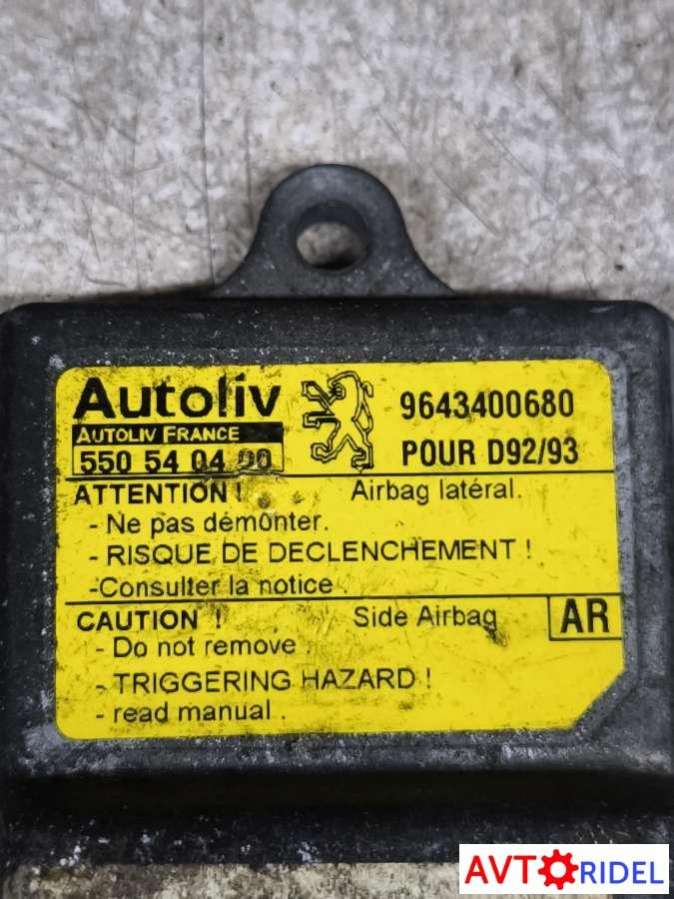 Autoliv
9643400680
AUTOLIV FRANCE
550 54 04 00
POUR D92/93
ATTENTION ! Airbag latéral.
- Ne pas démonter.
- RISQUE DE DECLENCHEMENT !
-Consulter la notice.
CAUTION ! Side Airbag AR
- Do not remove.
- TRIGGERING HAZARD !
- read manual.
AVTORIDEL